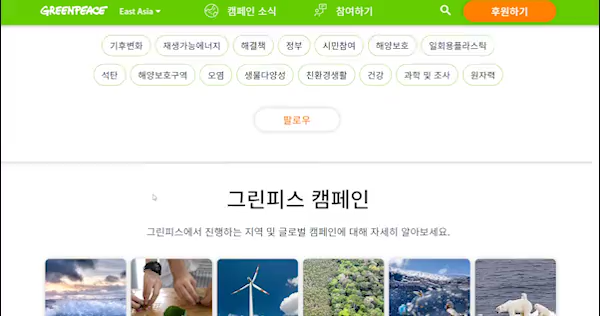 GREENPEACE East Asia 캠페인 소식 참여하기 후원하기
기후변화 재생가능에너지 해결책 정부 시민참여 해양보호 일회용플라스틱
석탄 해양보호구역 오염 생물다양성 친환경생활 건강 과학 및 조사 원자력
팔로우
그린피스 캠페인
그린피스에서 진행하는 지역 및 글로벌 캠페인에 대해 자세히 알아보세요.